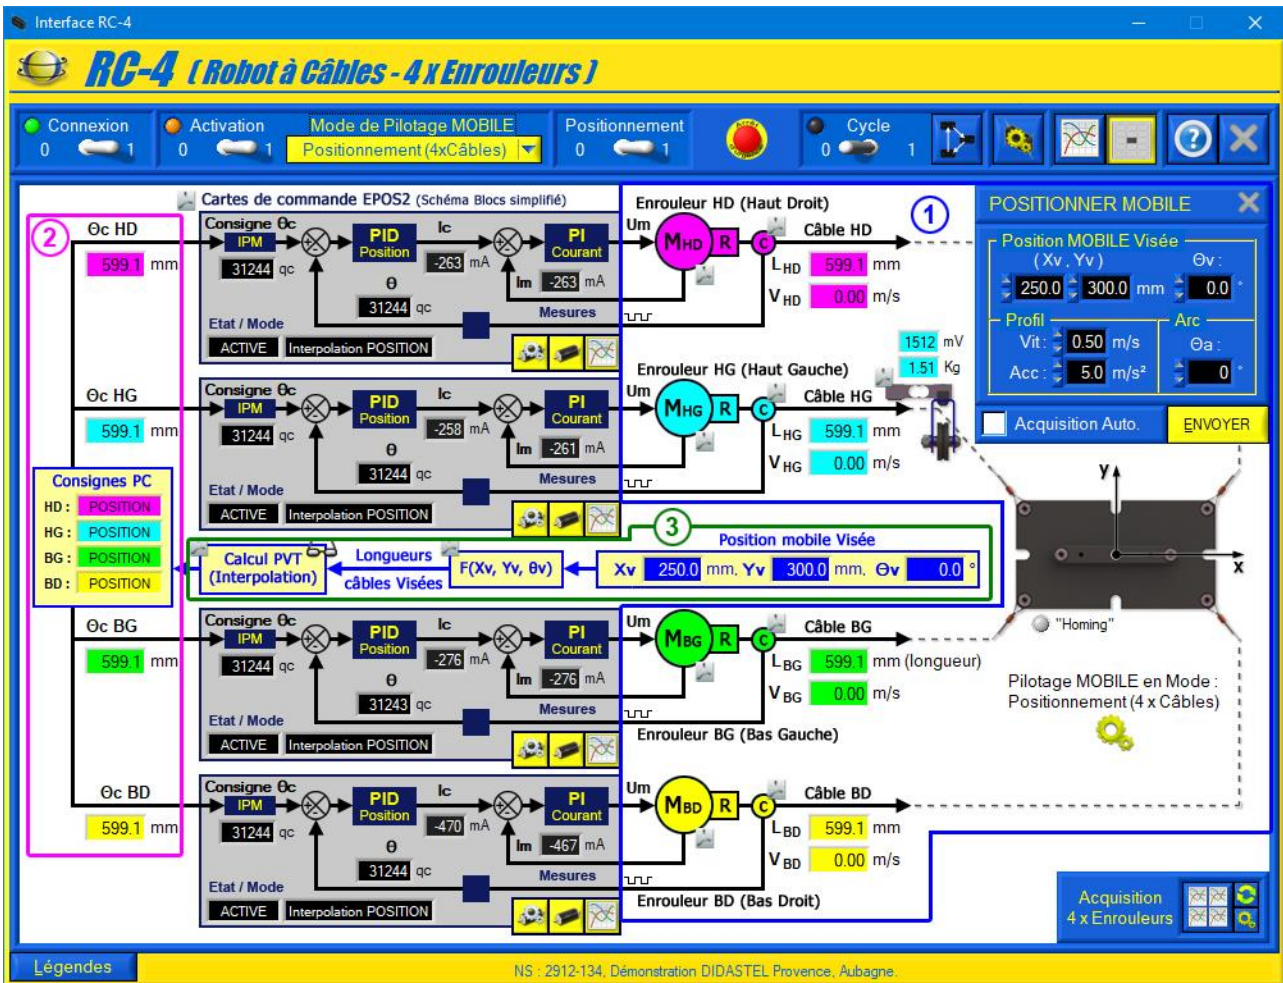 Interface RC-4
RC-4 ( Robot à Câbles - 4 x Enrouleurs )
Connexion
0 1
Activation
0 1
Mode de Pilotage MOBILE
Positionnement (4xCâbles)
Positionnement
0 1
Cycle
0 1
Cartes de commande EPOS2 (Schéma Blocs simplifié)
2
Θc HD
599.1 mm
Consigne Θc
IPM
31244 qc
PID
Position
Ic
-263 mA
θ
31244 qc
PI
Courant
Im -263 mA
Mesures
Etat / Mode
ACTIVE Interpolation POSITION
Um
Enrouleur HD (Haut Droit)
MHD R C
Câble HD
LHD 599.1 mm
VHD 0.00 m/s
1
POSITIONNER MOBILE
Position MOBILE Visée
( Xv , Yv ) Θv :
250.0 300.0 mm 0.0 °
Profil
Vit : 0.50 m/s
Acc : 5.0 m/s²
Arc
Θa :
0 °
Acquisition Auto.
ENVOYER
Θc HG
599.1 mm
Consigne Θc
IPM
31244 qc
PID
Position
Ic
-258 mA
θ
31244 qc
PI
Courant
Im -261 mA
Mesures
Etat / Mode
ACTIVE Interpolation POSITION
Um
Enrouleur HG (Haut Gauche)
MHG R C
Câble HG
LHG 599.1 mm
VHG 0.00 m/s
1512 mV
1.51 Kg
Consignes PC
HD : POSITION
HG : POSITION
BG : POSITION
BD : POSITION
3
Calcul PVT
(Interpolation)
Longueurs
câbles Visées
F(Xv, Yv, θv)
Position mobile Visée
Xv 250.0 mm, Yv 300.0 mm, Θv 0.0 °
y
x
"Homing"
Pilotage MOBILE en Mode :
Positionnement (4 x Câbles)
Θc BG
599.1 mm
Consigne Θc
IPM
31244 qc
PID
Position
Ic
-276 mA
θ
31243 qc
PI
Courant
Im -276 mA
Mesures
Etat / Mode
ACTIVE Interpolation POSITION
Um
MBG R C
Câble BG
LBG 599.1 mm (longueur)
VBG 0.00 m/s
Enrouleur BG (Bas Gauche)
Θc BD
599.1 mm
Consigne Θc
IPM
31244 qc
PID
Position
Ic
-470 mA
θ
31244 qc
PI
Courant
Im -467 mA
Mesures
Etat / Mode
ACTIVE Interpolation POSITION
Um
MBD R C
Câble BD
LBD 599.1 mm
VBD 0.00 m/s
Enrouleur BD (Bas Droit)
Acquisition
4 x Enrouleurs
Légendes
NS : 2912-134, Démonstration DIDASTEL Provence, Aubagne.